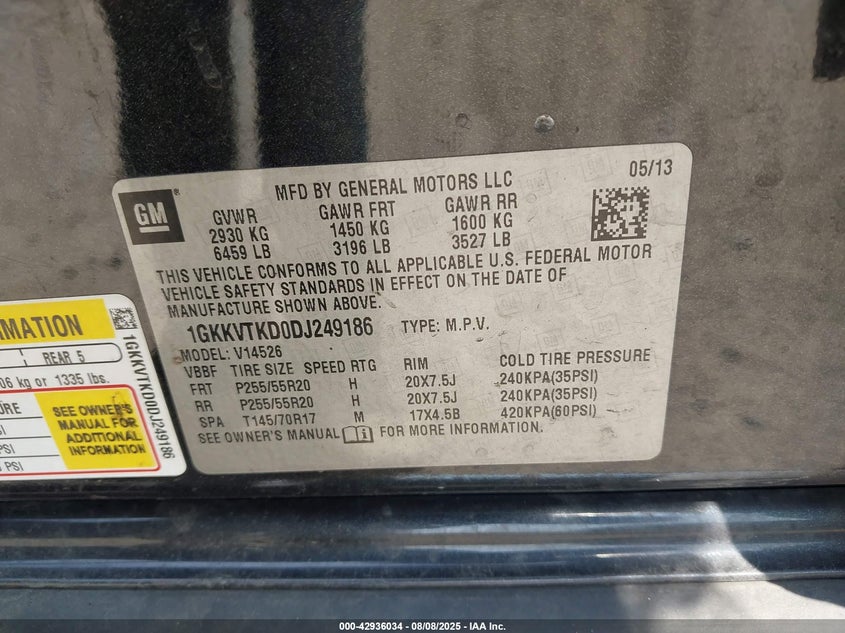 GM
®
MFD BY GENERAL MOTORS LLC
05/13
GVWR GAWR FRT GAWR RR
2930 KG 1450 KG 1600 KG
6459 LB 3196 LB 3527 LB
THIS VEHICLE CONFORMS TO ALL APPLICABLE U.S. FEDERAL MOTOR
VEHICLE SAFETY STANDARDS IN EFFECT ON THE DATE OF
MANUFACTURE SHOWN ABOVE.
1GKKVTKD0DJ249186 TYPE: M.P.V.
MODEL: V14526
VBBF TIRE SIZE SPEED RTG RIM COLD TIRE PRESSURE
FRT P255/55R20 H 20X7.5J 240KPA(35PSI)
RR P255/55R20 H 20X7.5J 240KPA(35PSI)
SPA T145/70R17 M 17X4.5B 420KPA(60PSI)
SEE OWNER'S MANUAL FOR MORE INFORMATION.
REAR 5
kg or 1335 lbs.
SEE OWNER'S
MANUAL FOR
ADDITIONAL
INFORMATION
PSI
1GKKVTKD0DJ249186
000-42936034 - 08/08/2025 - IAA Inc.